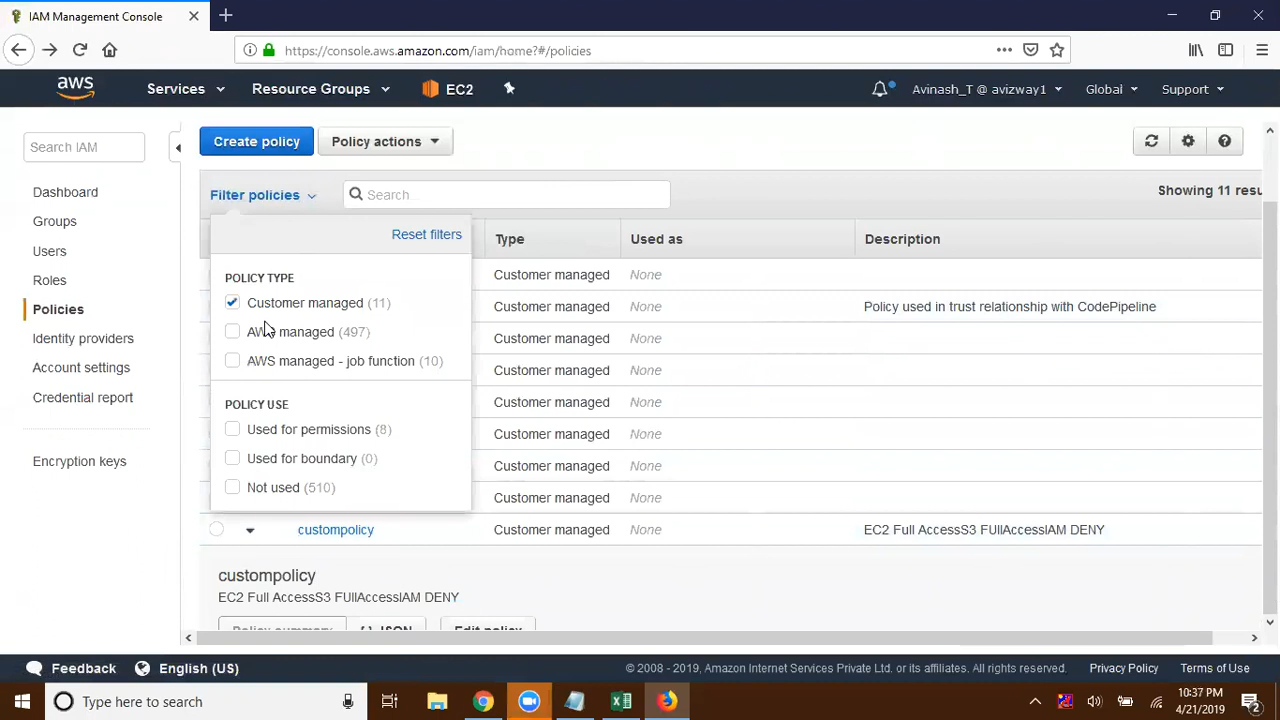 IAM Management Console
https://console.aws.amazon.com/iam/home?#/policies
aws
Services
Resource Groups
EC2
Avinash_T @ avizway1
Global
Support
Search IAM
Dashboard
Groups
Users
Roles
Policies
Identity providers
Account settings
Credential report
Encryption keys
Create policy
Policy actions
Filter policies
Search
Showing 11 resu
Reset filters
POLICY TYPE
Customer managed (11)
AWS managed (497)
AWS managed - job function (10)
POLICY USE
Used for permissions (8)
Used for boundary (0)
Not used (510)
Type Used as Description
Customer managed None
Customer managed None Policy used in trust relationship with CodePipeline
Customer managed None
Customer managed None
Customer managed None
Customer managed None
Customer managed None
Customer managed None
custompolicy Customer managed None EC2 Full AccessS3 FUllAccessIAM DENY
custompolicy
EC2 Full AccessS3 FUllAccessIAM DENY
Policy summary { } JSON Edit policy
Feedback
English (US)
© 2008 - 2019, Amazon Internet Services Private Ltd. or its affiliates. All rights reserved.
Privacy Policy
Terms of Use
Type here to search
10:37 PM
4/21/2019
2